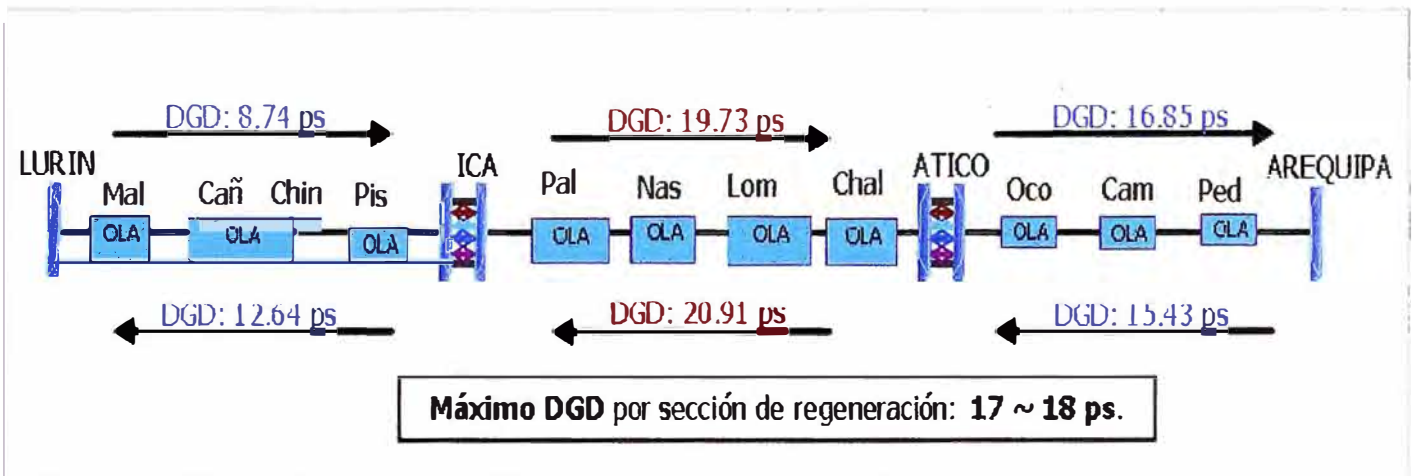 DGD: 8.74 ps
DGD: 19.73 ps
DGD: 16.85 ps
LURIN
ICA
ATICO
AREQUIPA
Mal
Cañ
Chin
Pis
Pal
Nas
Lom
Chal
Oco
Cam
Ped
OLA
OLA
OLA
OLA
OLA
OLA
OLA
OLA
OLA
OLA
DGD: 12.64 ps
DGD: 20.91 ps
DGD: 15.43 ps
Máximo DGD por sección de regeneración: 17 ~ 18 ps.